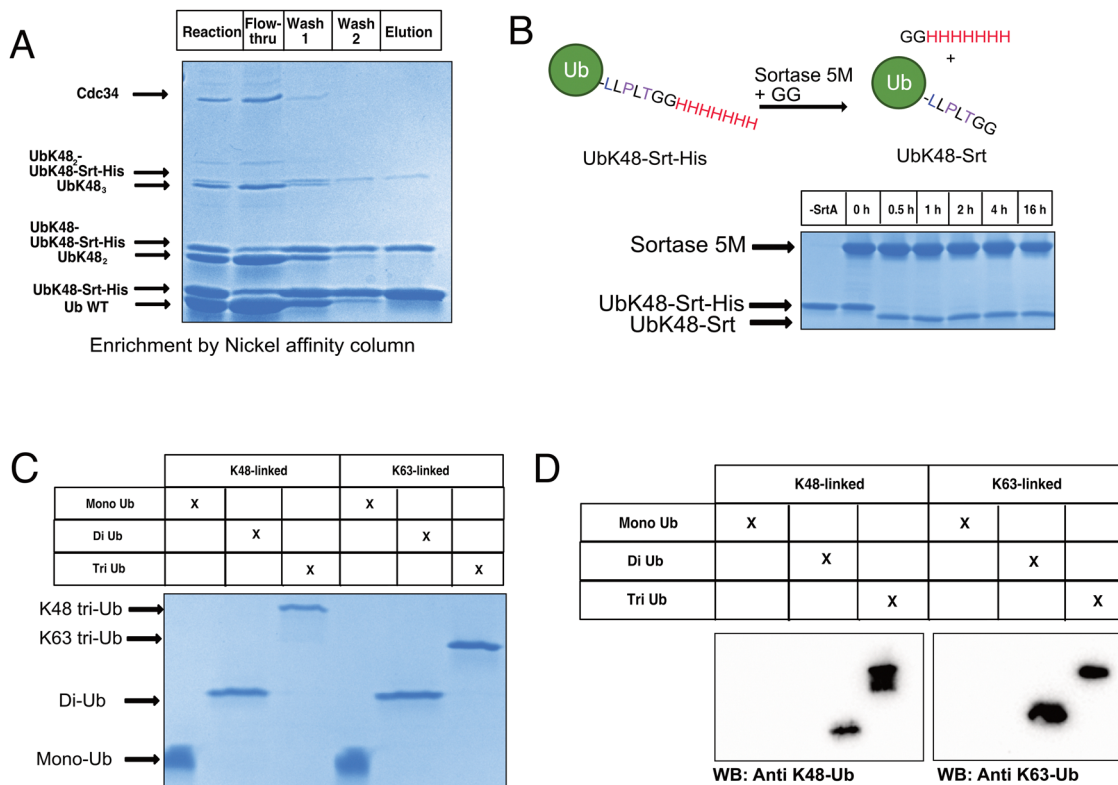 A
Reaction Flow-thru Wash 1 Wash 2 Elution
Cdc34
UbK48₂-
UbK48-Srt-His
UbK48₃
UbK48-
UbK48-Srt-His
UbK48₂
UbK48-Srt-His
Ub WT
Enrichment by Nickel affinity column
B
Ub
-LLPLTGGHHHHHHH
UbK48-Srt-His
Sortase 5M
+ GG
GGHHHHHHH
+
Ub
-LLPLTGG
UbK48-Srt
-SrtA 0 h 0.5 h 1 h 2 h 4 h 16 h
Sortase 5M
UbK48-Srt-His
UbK48-Srt
C
K48-linked K63-linked
Mono Ub X X
Di Ub X X
Tri Ub X X
K48 tri-Ub
K63 tri-Ub
Di-Ub
Mono-Ub
D
K48-linked K63-linked
Mono Ub X X
Di Ub X X
Tri Ub X X
WB: Anti K48-Ub WB: Anti K63-Ub